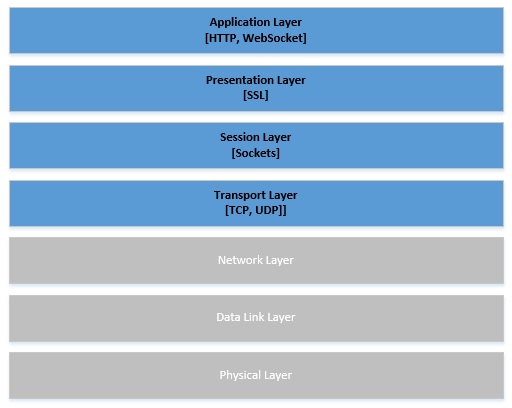 Application Layer
[HTTP, WebSocket]
Presentation Layer
[SSL]
Session Layer
[Sockets]
Transport Layer
[TCP, UDP]]
Network Layer
Data Link Layer
Physical Layer